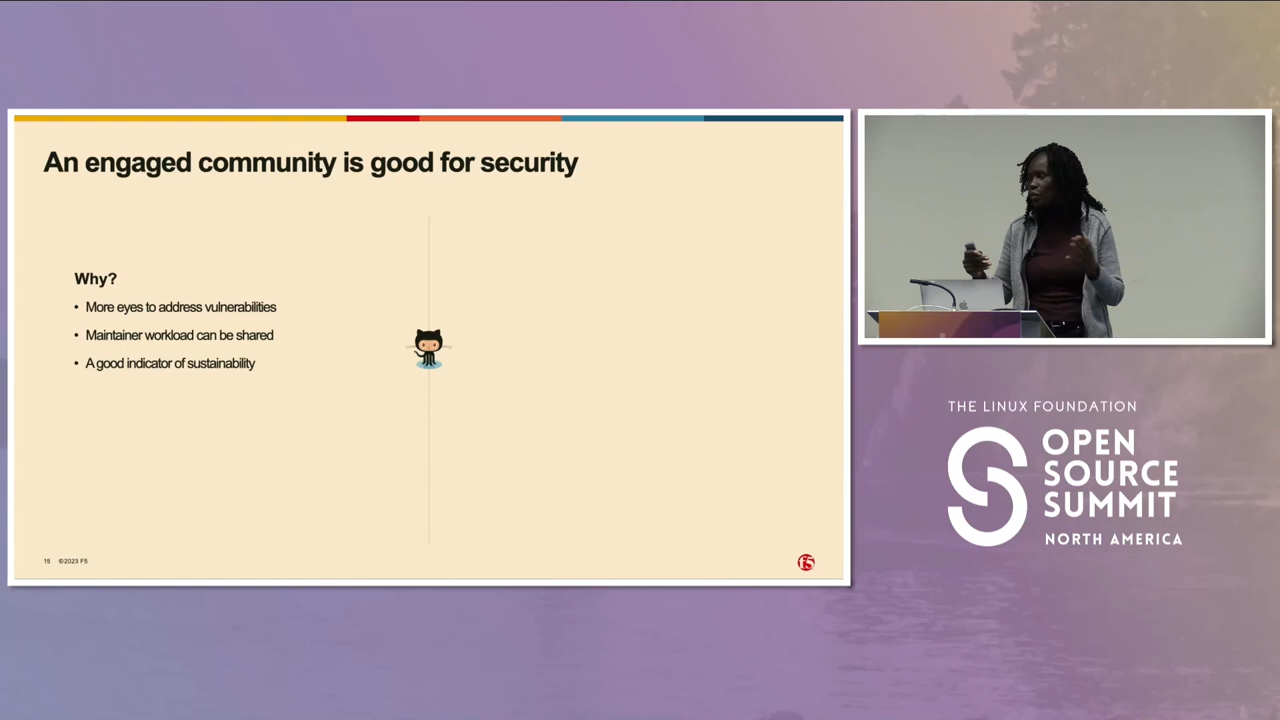 An engaged community is good for security
Why?
• More eyes to address vulnerabilities
• Maintainer workload can be shared
• A good indicator of sustainability
15 ©2023 F5
f5
THE LINUX FOUNDATION
OPEN
SOURCE
SUMMIT
NORTH AMERICA